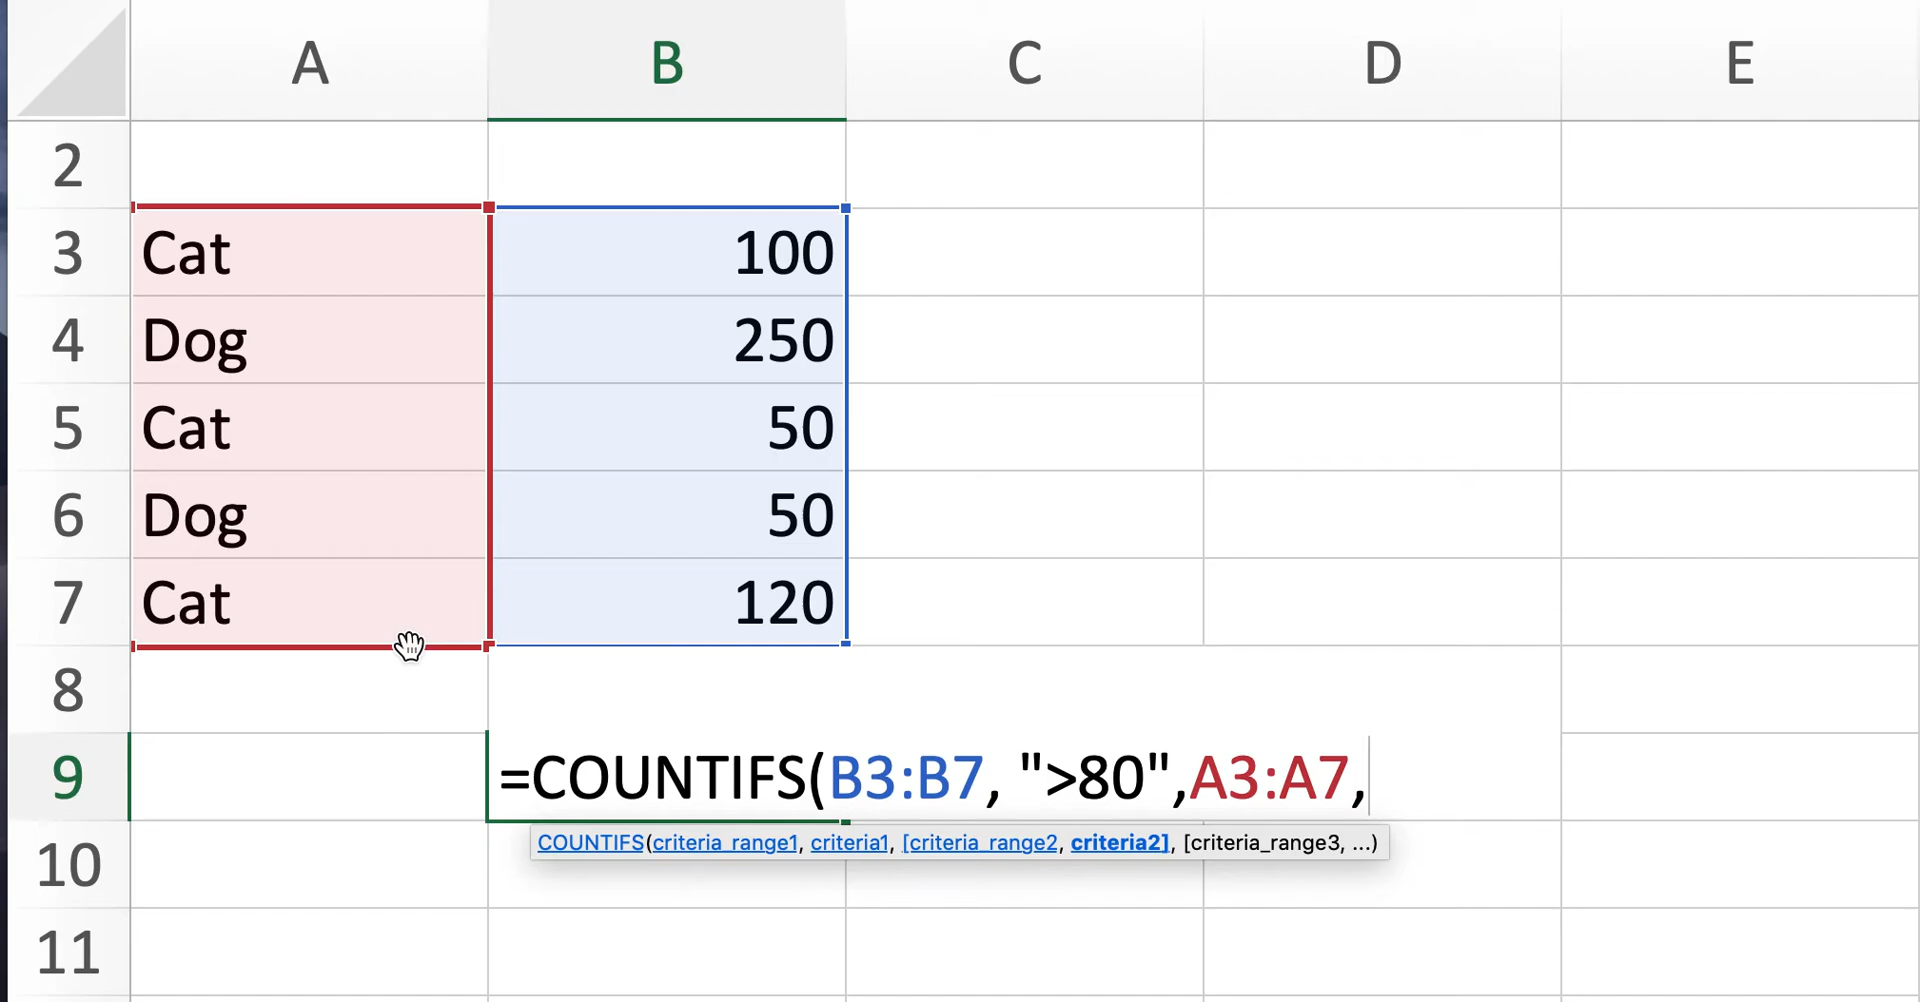 A B C D E
2
3 Cat 100
4 Dog 250
5 Cat 50
6 Dog 50
7 Cat 120
8
9 =COUNTIFS(B3:B7, ">80",A3:A7,
COUNTIFS(criteria_range1, criteria1, [criteria_range2, criteria2], [criteria_range3, ...)
10
11